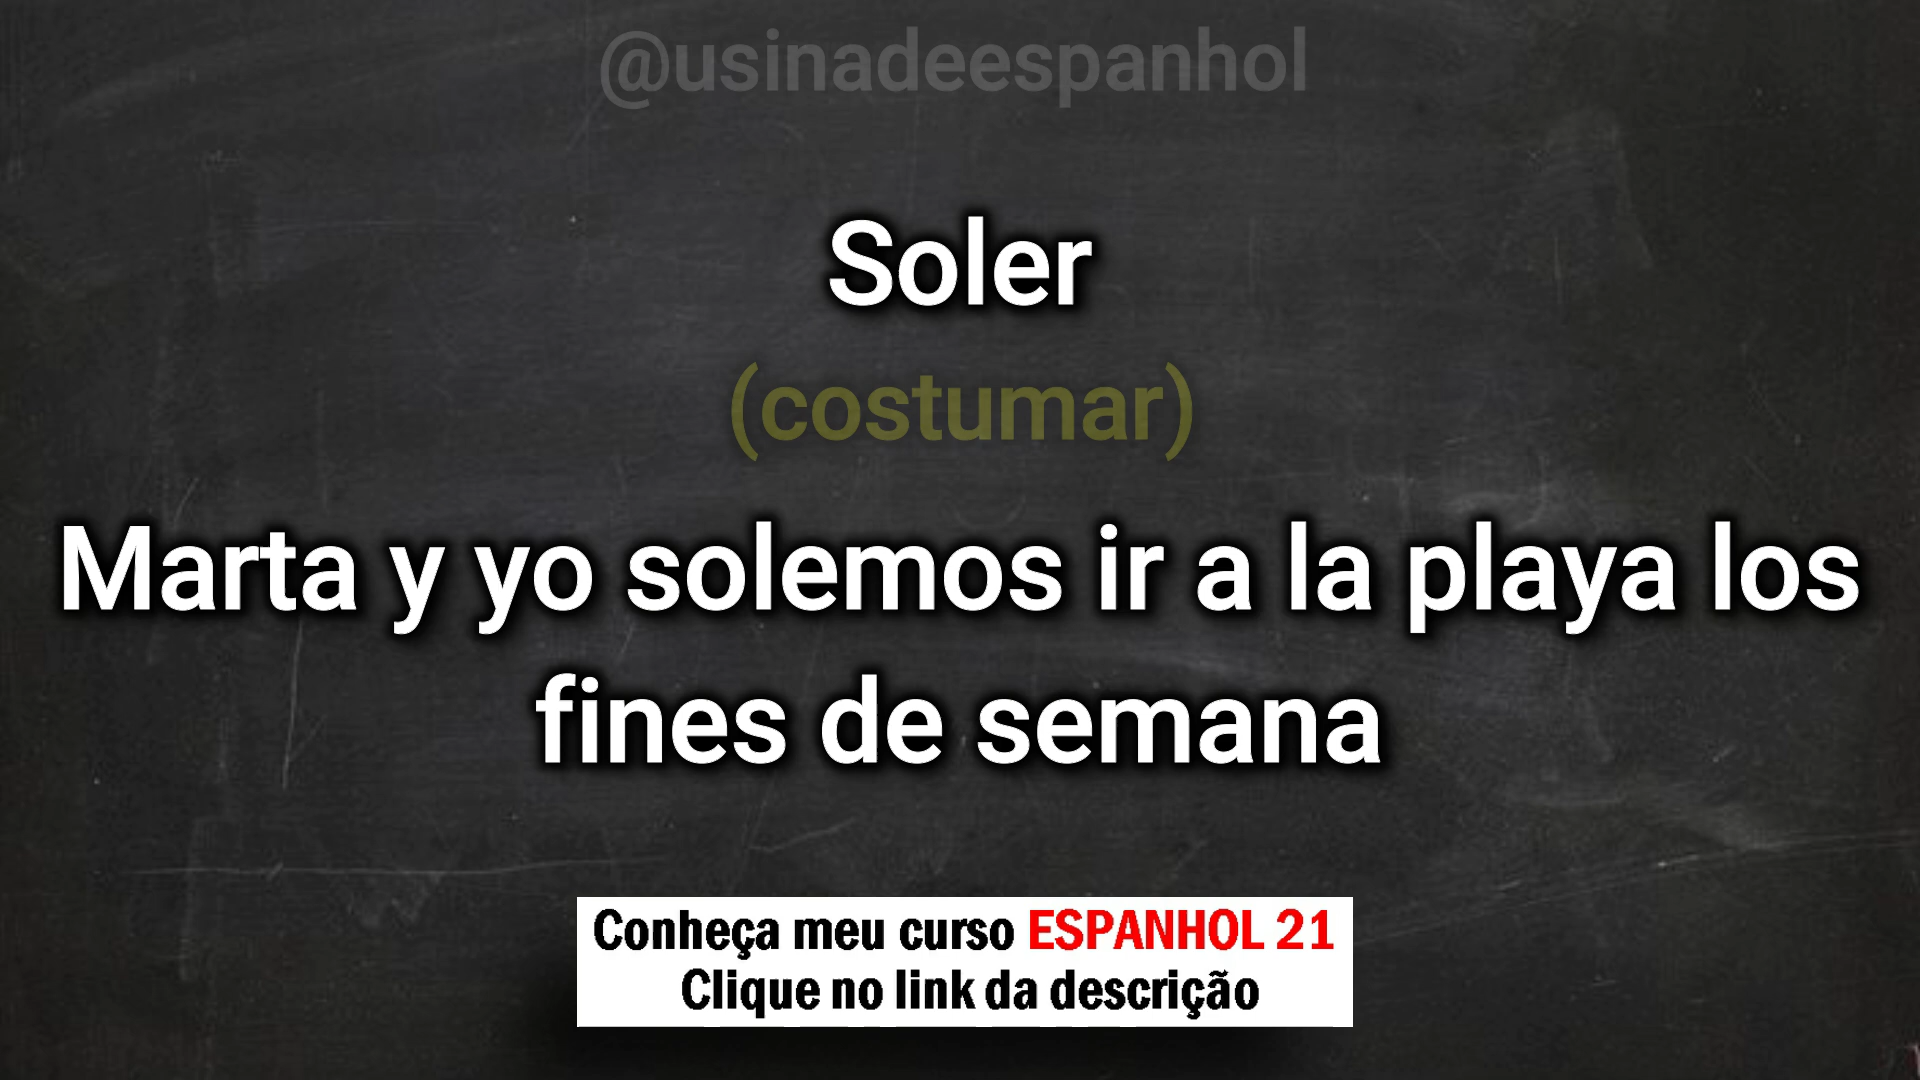 @usinadeespanhol
Soler
(costumar)
Marta y yo solemos ir a la playa los
fines de semana
Conheça meu curso ESPANHOL 21
Clique no link da descrição